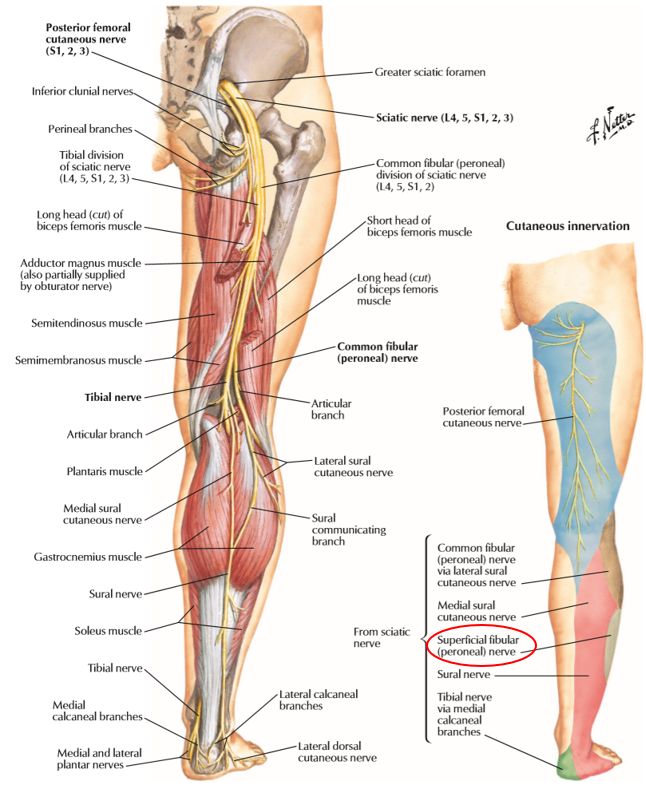 Posterior femoral
cutaneous nerve
(S1, 2, 3)
Inferior clunial nerves
Perineal branches
Tibial division
of sciatic nerve
(L4, 5, S1, 2, 3)
Long head (cut) of
biceps femoris muscle
Adductor magnus muscle
(also partially supplied
by obturator nerve)
Semitendinosus muscle
Semimembranosus muscle
Tibial nerve
Articular branch
Plantaris muscle
Medial sural
cutaneous nerve
Gastrocnemius muscle
Sural nerve
Soleus muscle
Tibial nerve
Medial
calcaneal branches
Medial and lateral
plantar nerves
Greater sciatic foramen
Sciatic nerve (L4, 5, S1, 2, 3)
Common fibular (peroneal)
division of sciatic nerve
(L4, 5, S1, 2)
Short head of
biceps femoris muscle
Long head (cut)
of biceps femoris
muscle
Common fibular
(peroneal) nerve
Articular
branch
Lateral sural
cutaneous nerve
Sural
communicating
branch
Lateral calcaneal
branches
Lateral dorsal
cutaneous nerve
F. Netter
M.D.
Cutaneous innervation
Posterior femoral
cutaneous nerve
From sciatic
nerve
Common fibular
(peroneal) nerve
via lateral sural
cutaneous nerve
Medial sural
cutaneous nerve
Superficial fibular
(peroneal) nerve
Sural nerve
Tibial nerve
via medial
calcaneal
branches